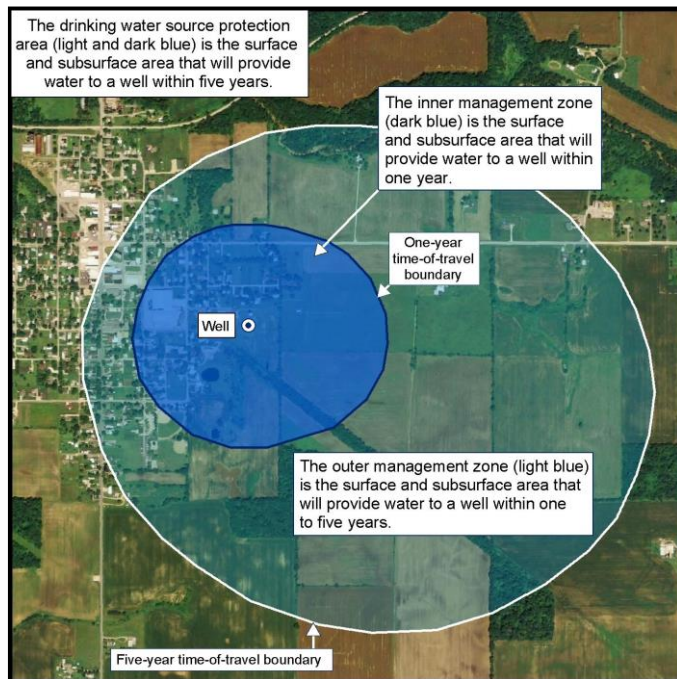 The drinking water source protection
area (light and dark blue) is the surface
and subsurface area that will provide
water to a well within five years.
The inner management zone
(dark blue) is the surface
and subsurface area that will
provide water to a well within
one year.
One-year
time-of-travel
boundary
Well
The outer management zone (light blue)
is the surface and subsurface area that
will provide water to a well within one
to five years.
Five-year time-of-travel boundary